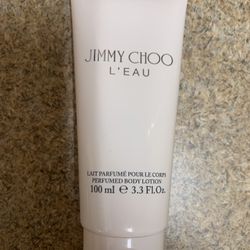 JIMMY CHOO
L'EAU
LAIT PARFUMÉ POUR LE CORPS
PERFUMED BODY LOTION
100 ml ℮ 3.3 Fl.Oz.